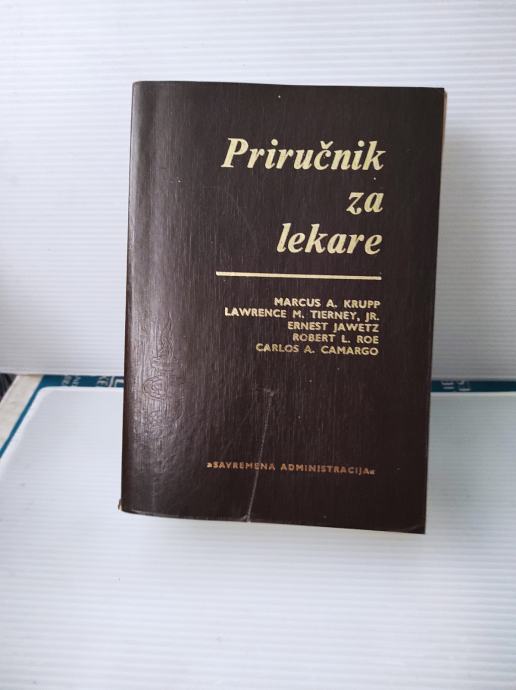 Priručnik
za
lekare
MARCUS A. KRUPP
LAWRENCE M. TIERNEY, JR.
ERNEST JAWETZ
ROBERT L. ROE
CARLOS A. CAMARGO
»SAVREMENA ADMINISTRACIJA«